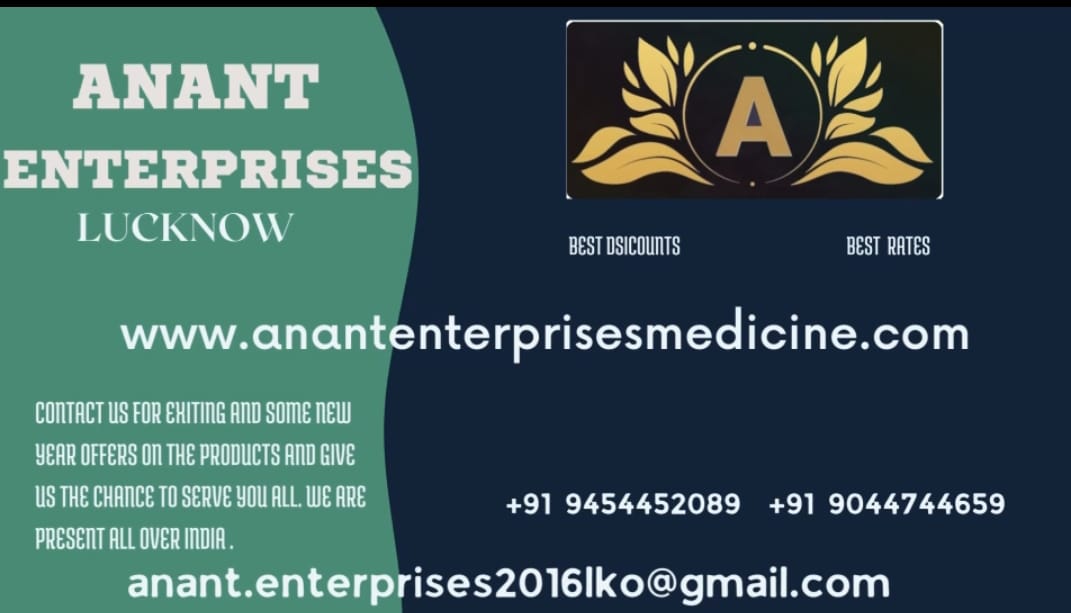 ANANT
ENTERPRISES
LUCKNOW
A
BEST DSICOUNTS
BEST RATES
www.anantenterprisesmedicine.com
CONTACT US FOR EXITING AND SOME NEW
YEAR OFFERS ON THE PRODUCTS AND GIVE
US THE CHANCE TO SERVE YOU ALL. WE ARE
PRESENT ALL OVER INDIA .
+91 9454452089 +91 9044744659
anant.enterprises2016lko@gmail.com